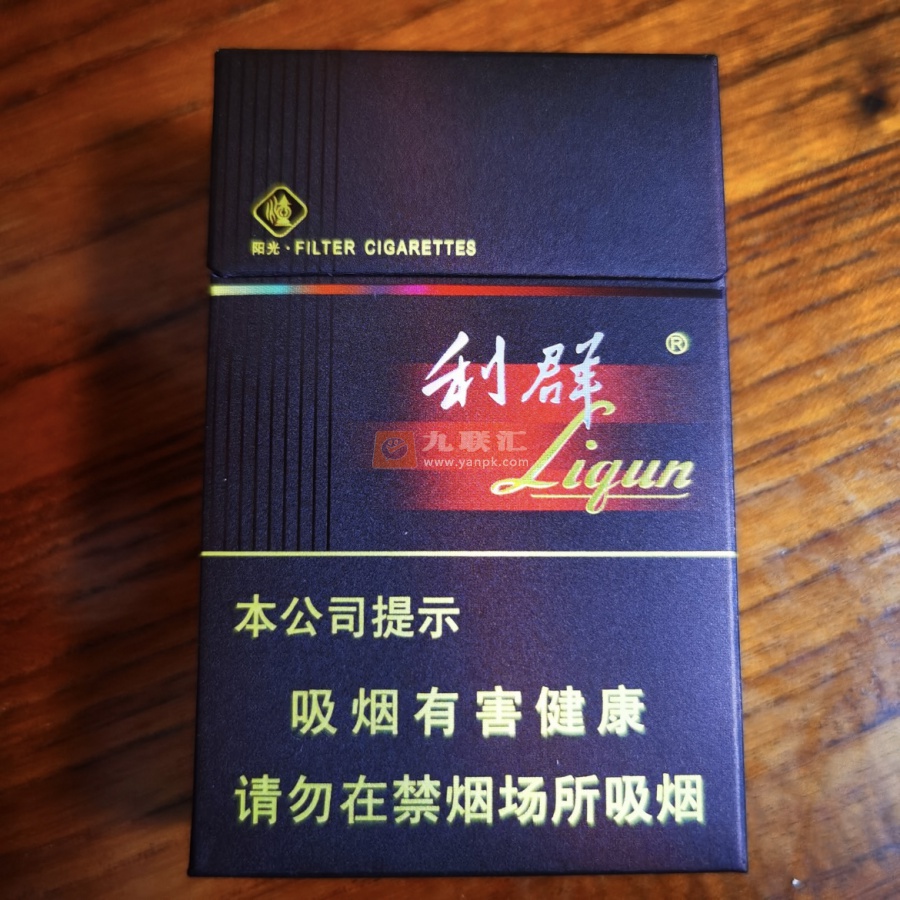 阳光·FILTER CIGARETTES
利群 ®
Liqun
九联汇
www.yanpk.com
本公司提示
吸烟有害健康
请勿在禁烟场所吸烟